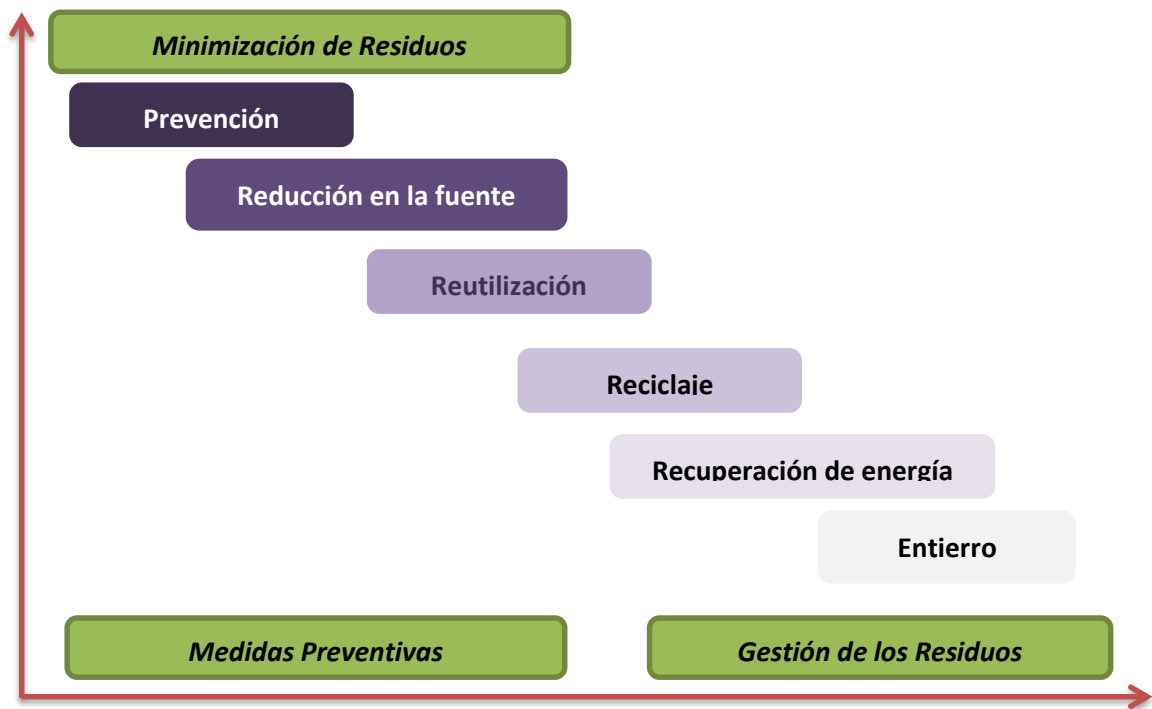 Minimización de Residuos
Prevención
Reducción en la fuente
Reutilización
Reciclaje
Recuperación de energía
Entierro
Medidas Preventivas
Gestión de los Residuos